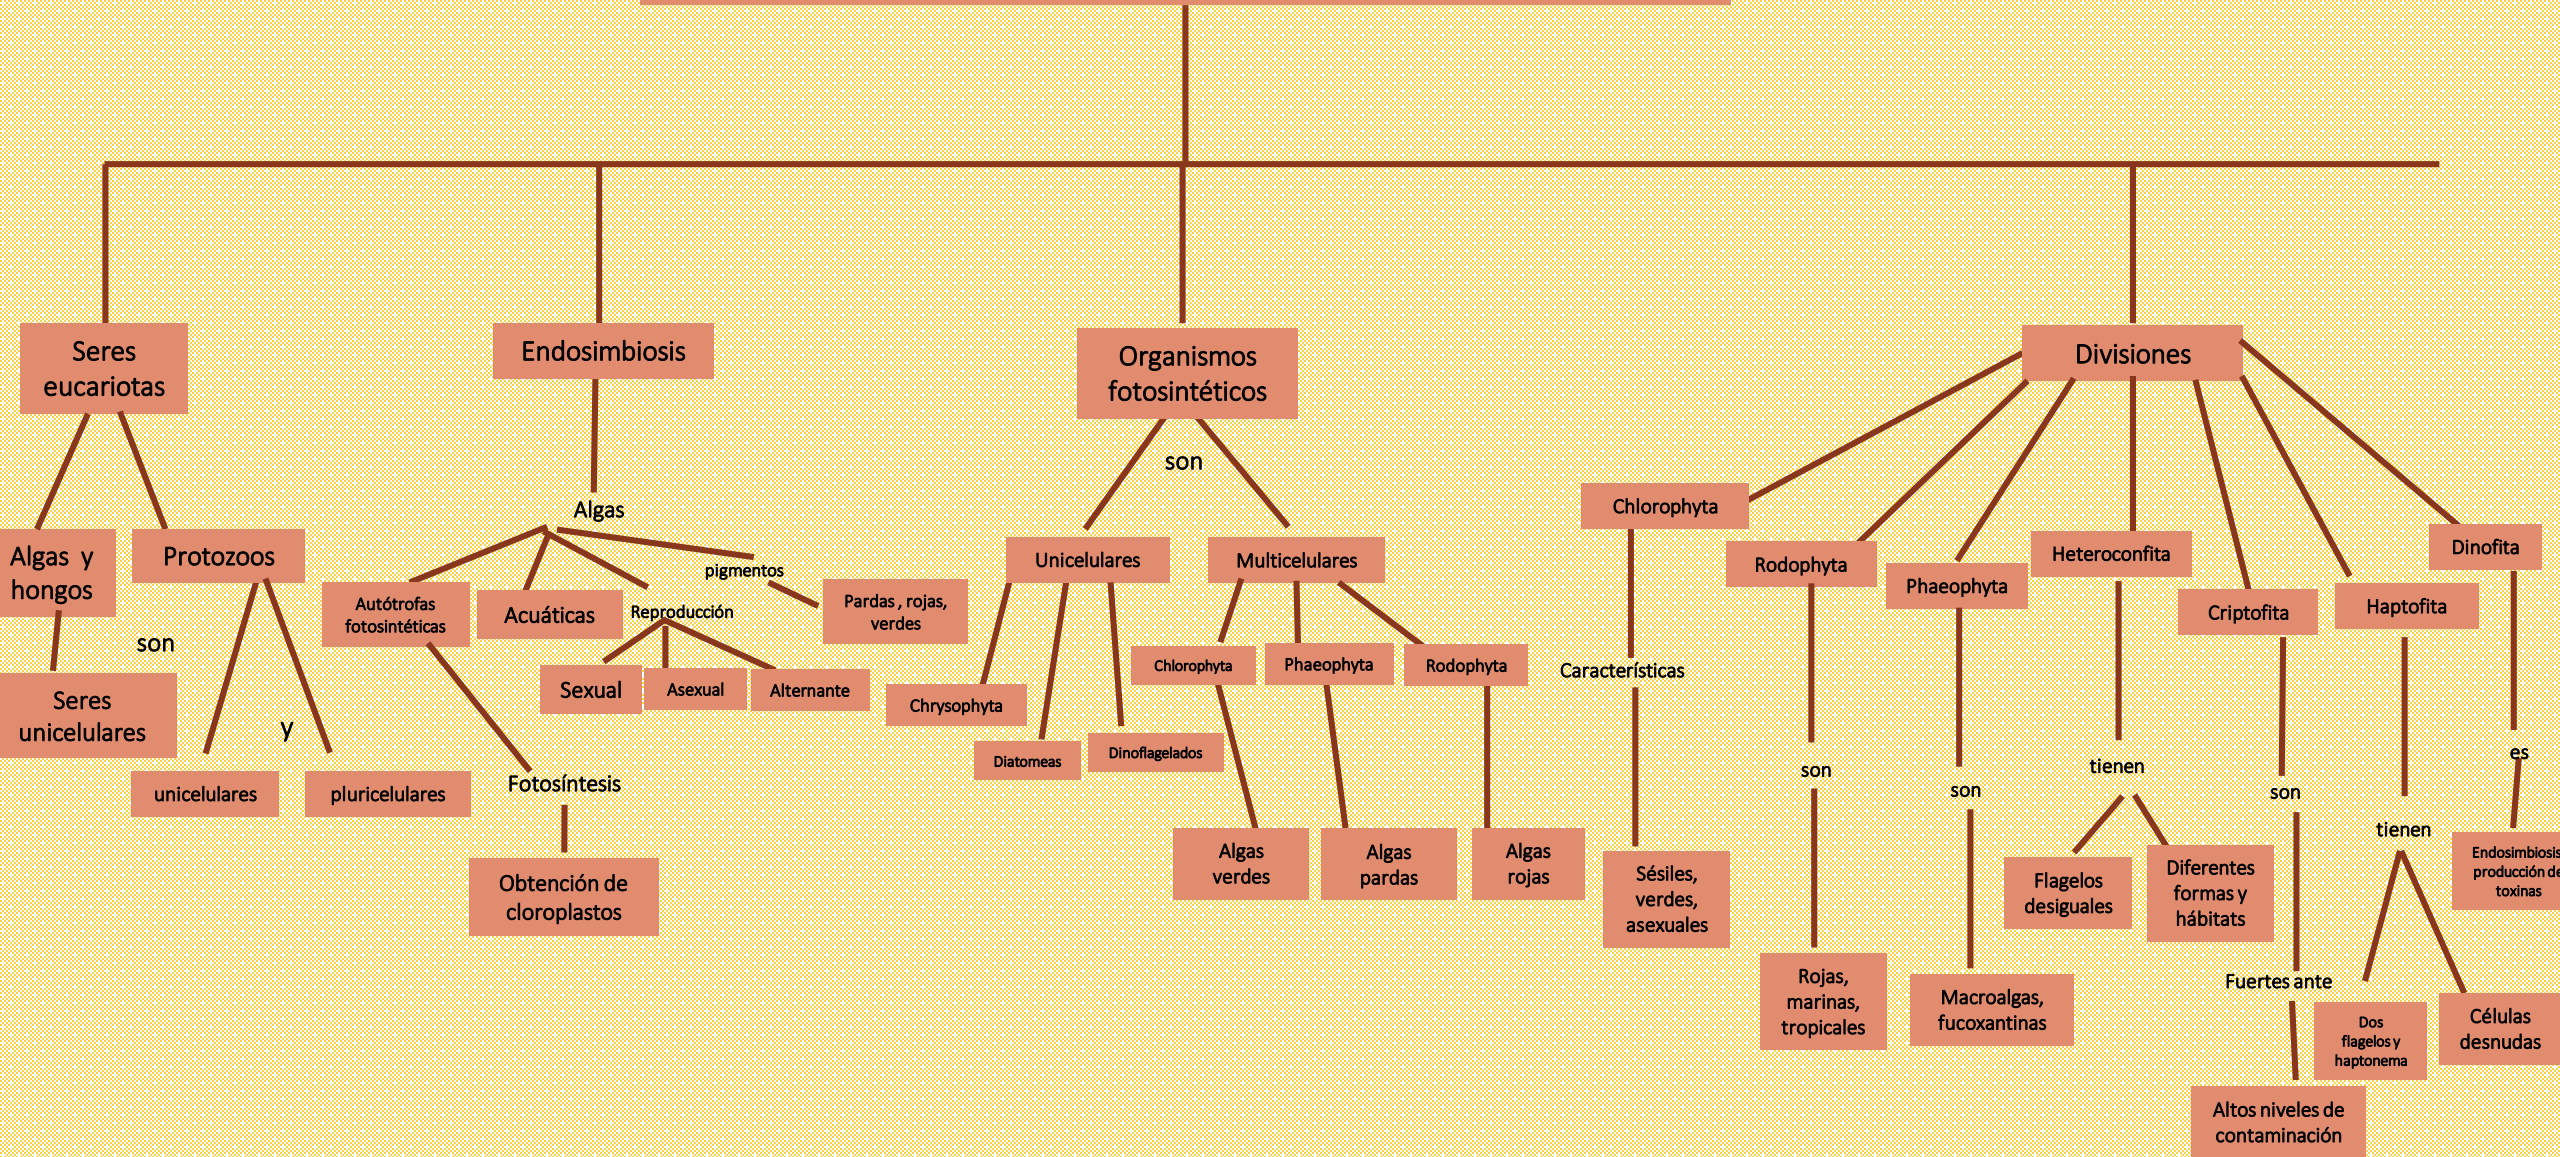 Seres
eucariotas
Endosimbiosis
Organismos
fotosintéticos
Divisiones
son
Algas
Chlorophyta
Algas y
hongos
Protozoos
pigmentos
Unicelulares
Multicelulares
Rodophyta
Phaeophyta
Heteroconfita
Criptofita
Haptofita
Dinofita
Autótrofas
fotosintéticas
Acuáticas
Reproducción
Pardas , rojas,
verdes
son
Seres
unicelulares
y
Sexual
Asexual
Alternante
Chrysophyta
Diatomeas
Dinoflagelados
Chlorophyta
Phaeophyta
Rodophyta
Características
unicelulares
pluricelulares
Fotosíntesis
son
son
tienen
son
tienen
es
Obtención de
cloroplastos
Algas
verdes
Algas
pardas
Algas
rojas
Sésiles,
verdes,
asexuales
Flagelos
desiguales
Diferentes
formas y
hábitats
Endosimbiosis
producción de
toxinas
Rojas,
marinas,
tropicales
Macroalgas,
fucoxantinas
Fuertes ante
Dos
flagelos y
haptonema
Células
desnudas
Altos niveles de
contaminación